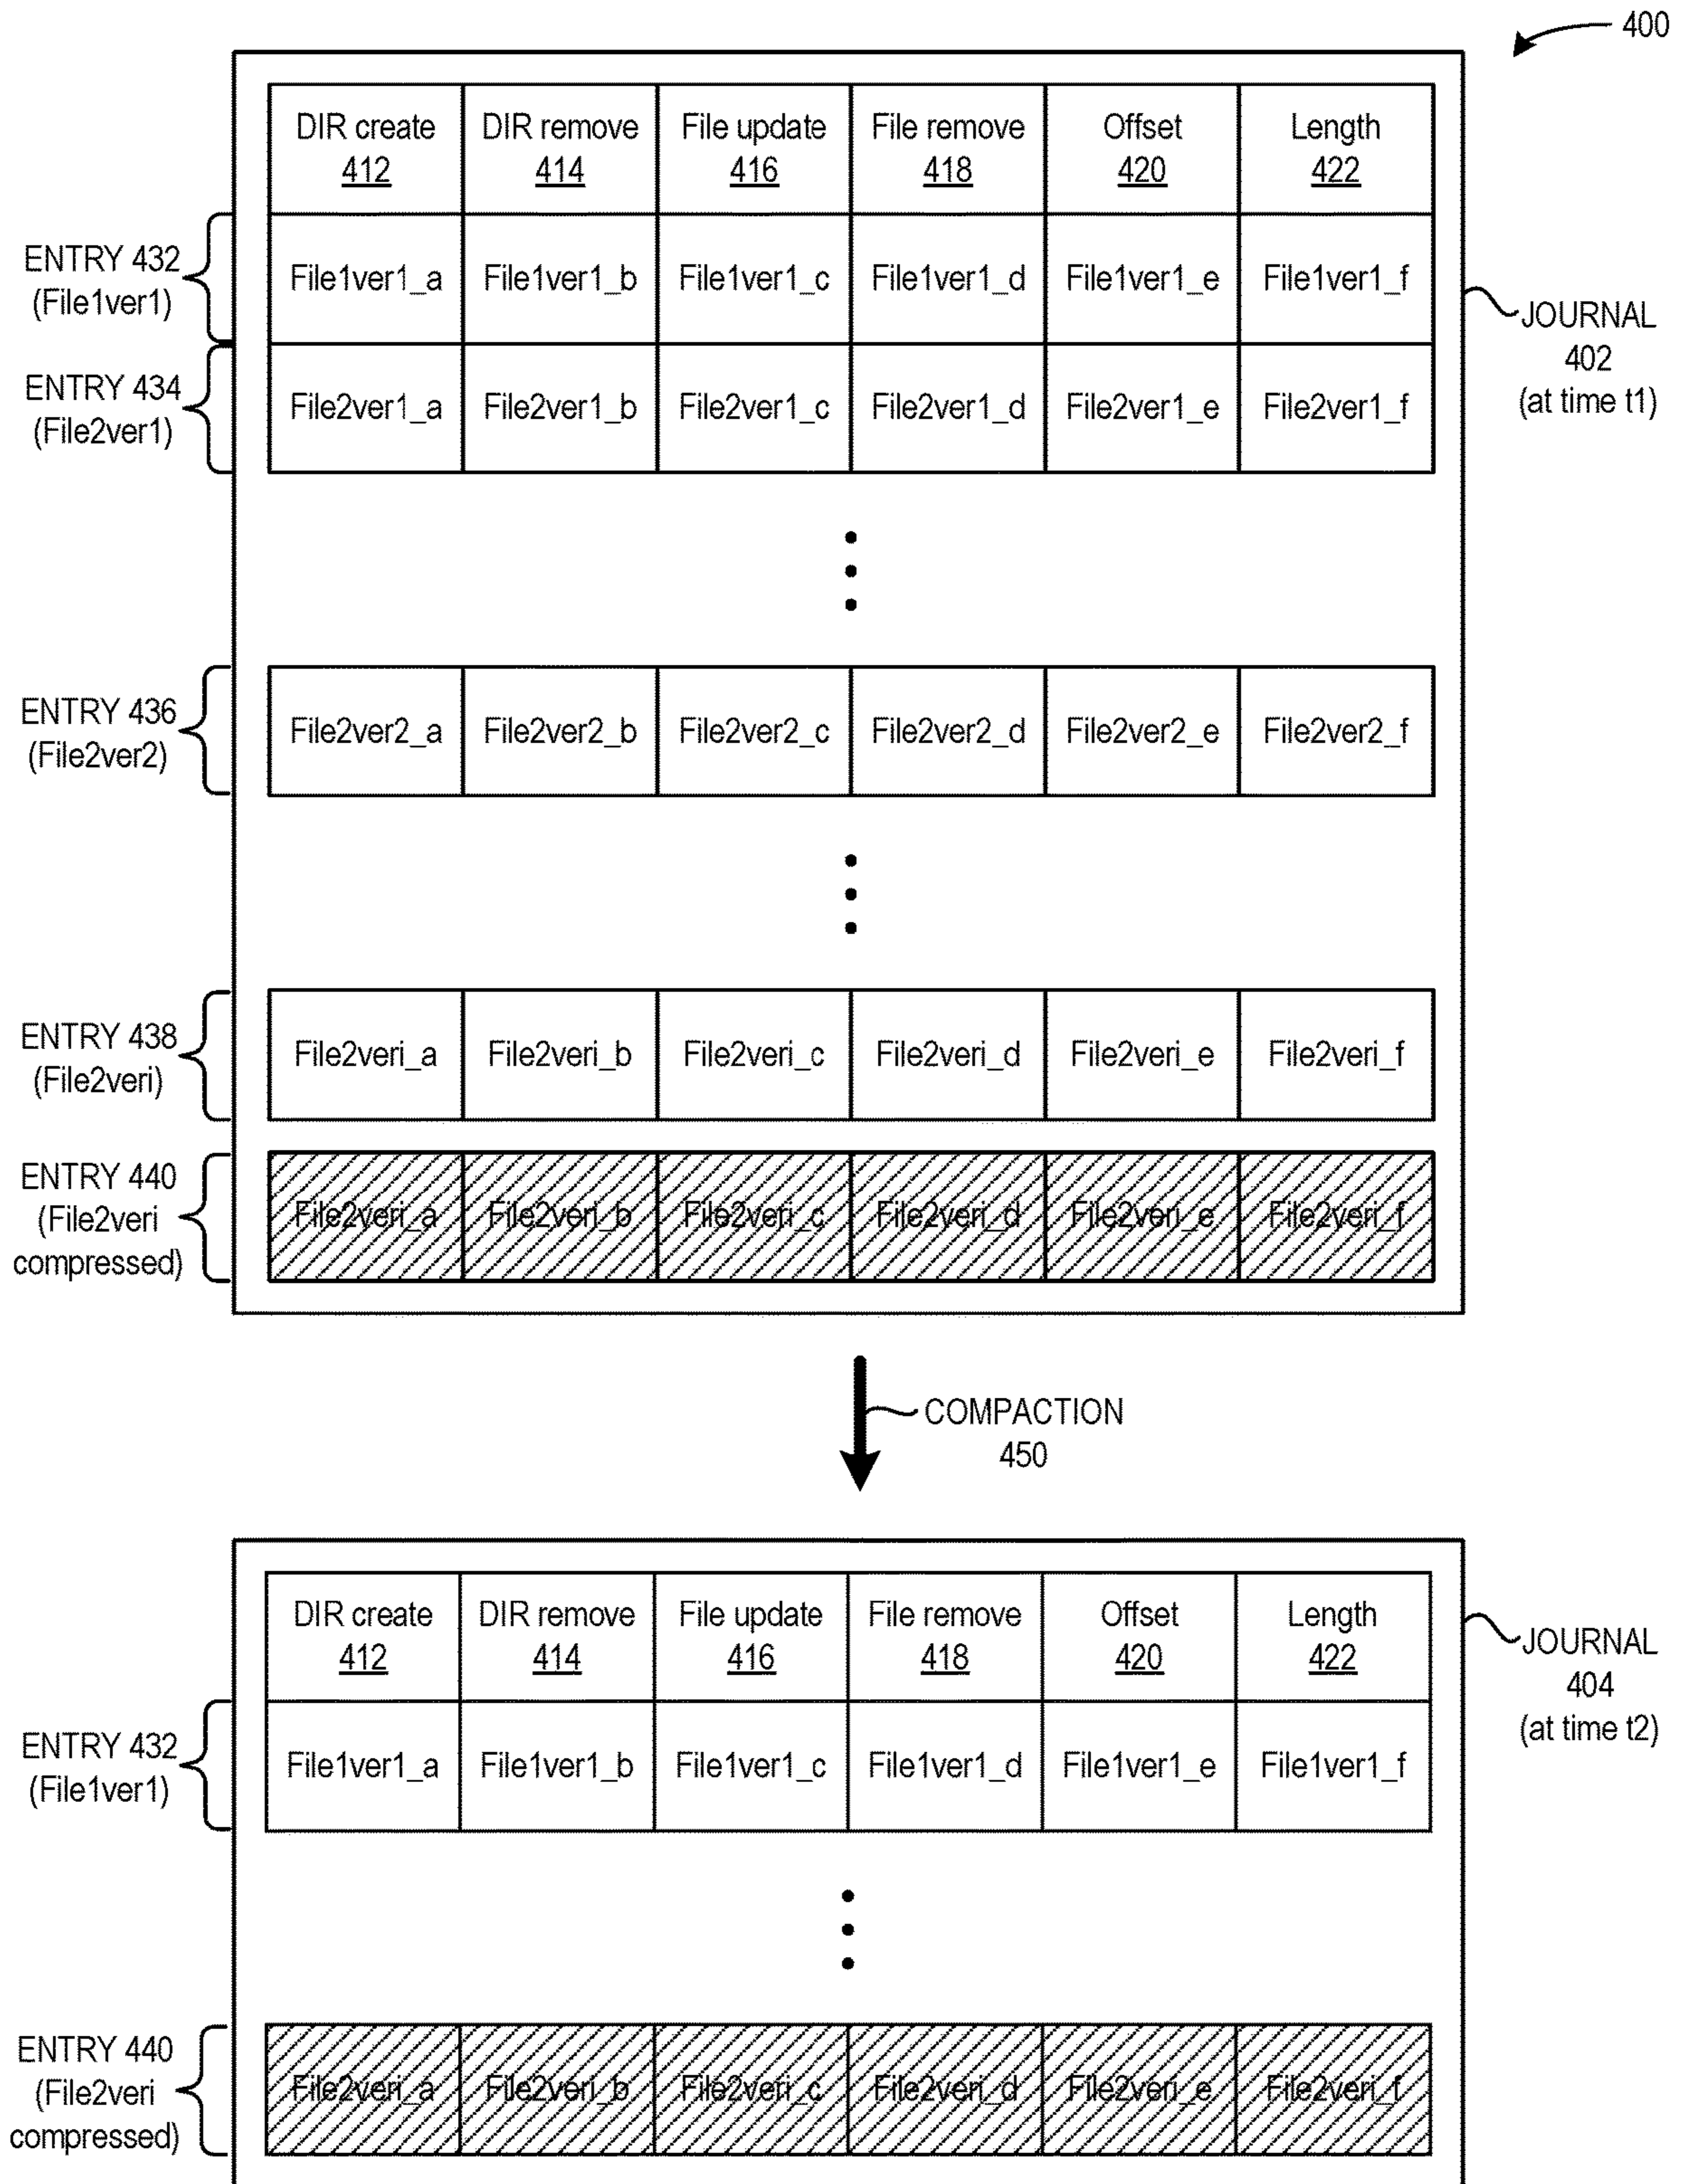 400
DIR create DIR remove File update File remove Offset Length
412 414 416 418 420 422
ENTRY 432
(File1ver1)
File1ver1_a File1ver1_b File1ver1_c File1ver1_d File1ver1_e File1ver1_f
JOURNAL
402
(at time t1)
ENTRY 434
(File2ver1)
File2ver1_a File2ver1_b File2ver1_c File2ver1_d File2ver1_e File2ver1_f
ENTRY 436
(File2ver2)
File2ver2_a File2ver2_b File2ver2_c File2ver2_d File2ver2_e File2ver2_f
ENTRY 438
(File2veri)
File2veri_a File2veri_b File2veri_c File2veri_d File2veri_e File2veri_f
ENTRY 440
(File2veri
compressed)
File2veri_a File2veri_b File2veri_c File2veri_d File2veri_e File2veri_f
COMPACTION
450
DIR create DIR remove File update File remove Offset Length
412 414 416 418 420 422
JOURNAL
404
(at time t2)
ENTRY 432
(File1ver1)
File1ver1_a File1ver1_b File1ver1_c File1ver1_d File1ver1_e File1ver1_f
ENTRY 440
(File2veri
compressed)
File2veri_a File2veri_b File2veri_c File2veri_d File2veri_e File2veri_f